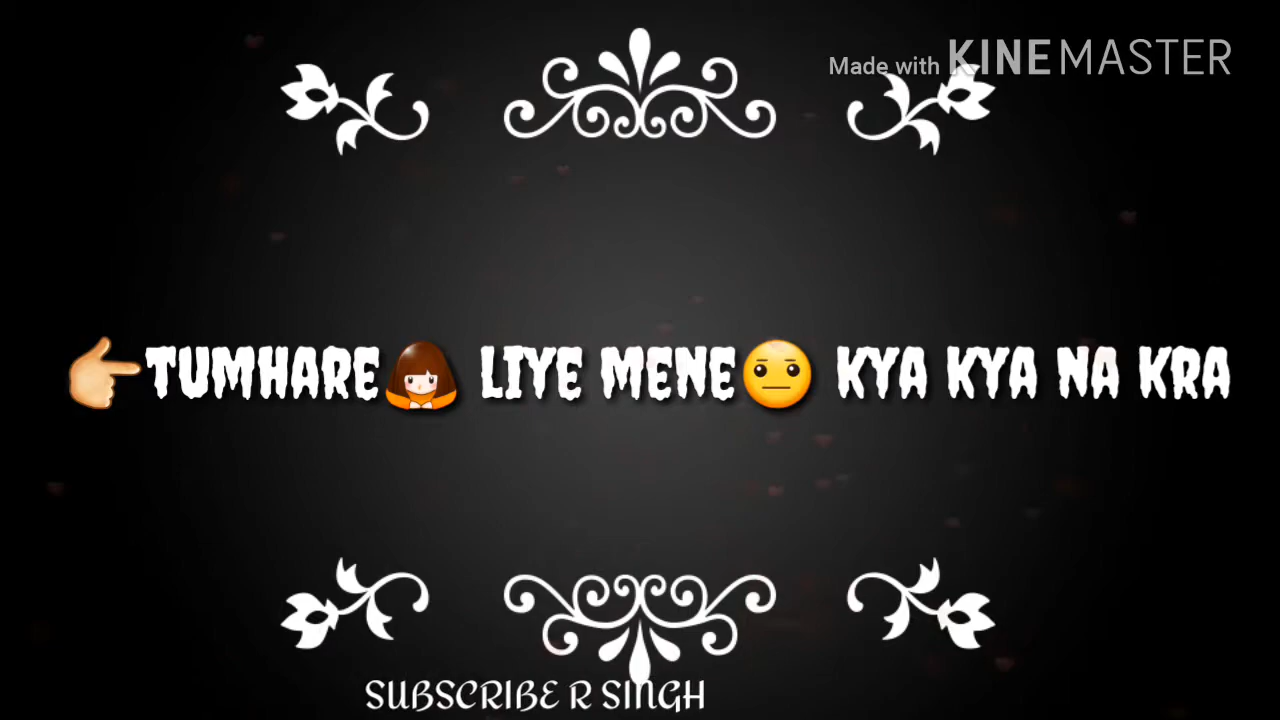 Made with KINEMASTER
👉TUMHARE🙇 LIYE MENE😐 KYA KYA NA KRA
SUBSCRIBE R SINGH